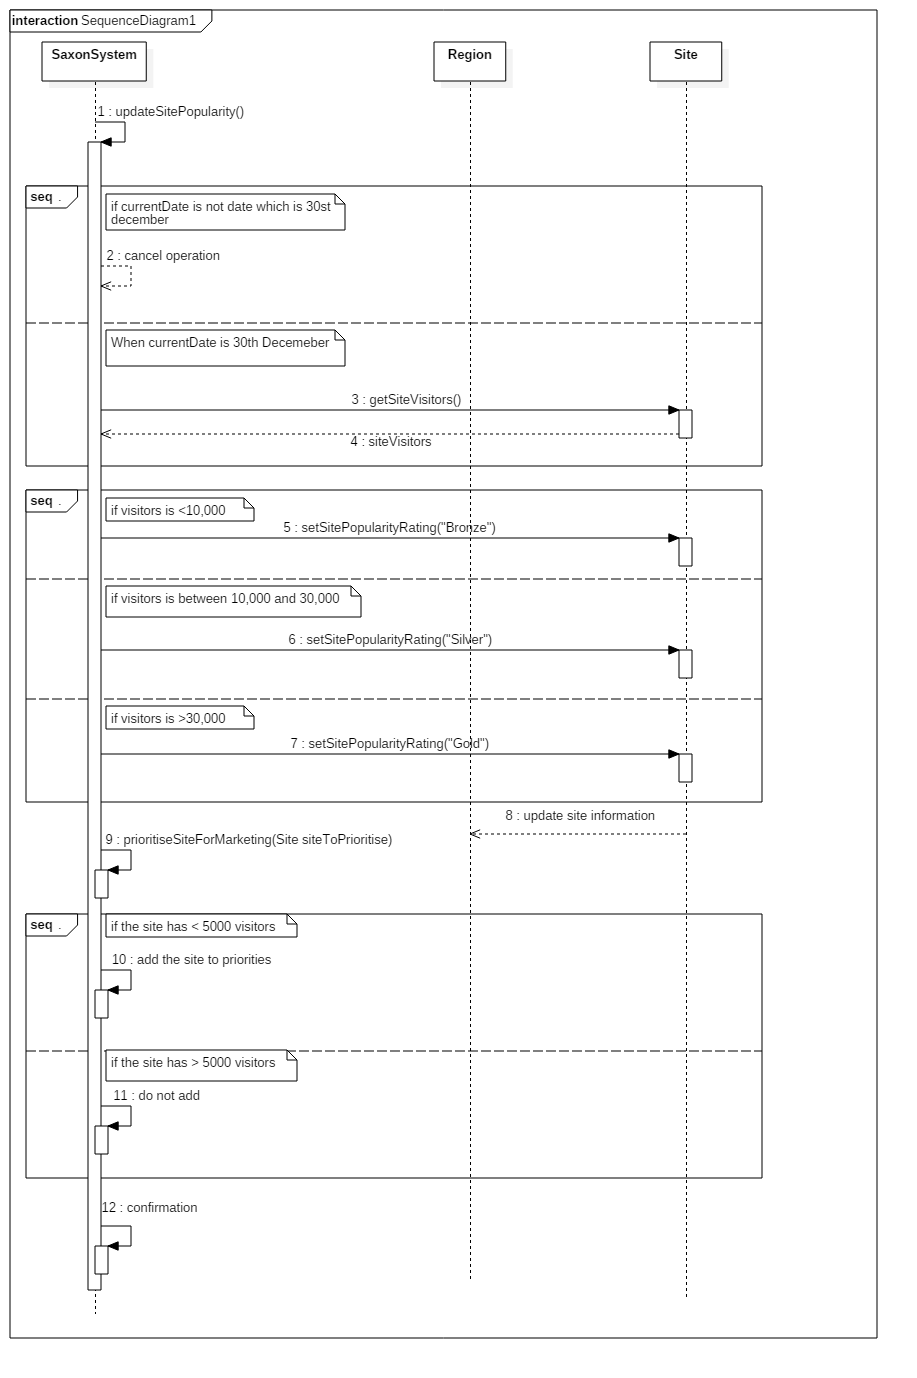 interaction SequenceDiagram1
SaxonSystem
Region
Site
1 : updateSitePopularity()
seq .
if currentDate is not date which is 30st
december
2 : cancel operation
When currentDate is 30th Decemeber
3 : getSiteVisitors()
4 : siteVisitors
seq .
if visitors is <10,000
5 : setSitePopularityRating("Bronze")
if visitors is between 10,000 and 30,000
6 : setSitePopularityRating("Silver")
if visitors is >30,000
7 : setSitePopularityRating("Gold")
8 : update site information
9 : prioritiseSiteForMarketing(Site siteToPrioritise)
seq .
if the site has < 5000 visitors
10 : add the site to priorities
if the site has > 5000 visitors
11 : do not add
12 : confirmation